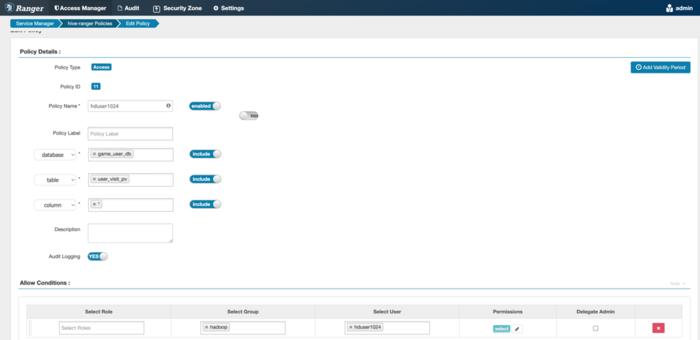 Ranger Access Manager Audit Security Zone Settings admin
Service Manager hive-ranger Policies Edit Policy
Policy Details :
Policy Type Access
Add Validity Period
Policy ID 11
Policy Name * hduser1024 enabled
Policy Label Policy Label
database * × game_user_db include
table * × user_visit_pv include
column * × * include
Description
Audit Logging YES
Allow Conditions :
Select Role Select Group Select User Permissions Delegate Admin
Select Roles × hadoop × hduser1024 select